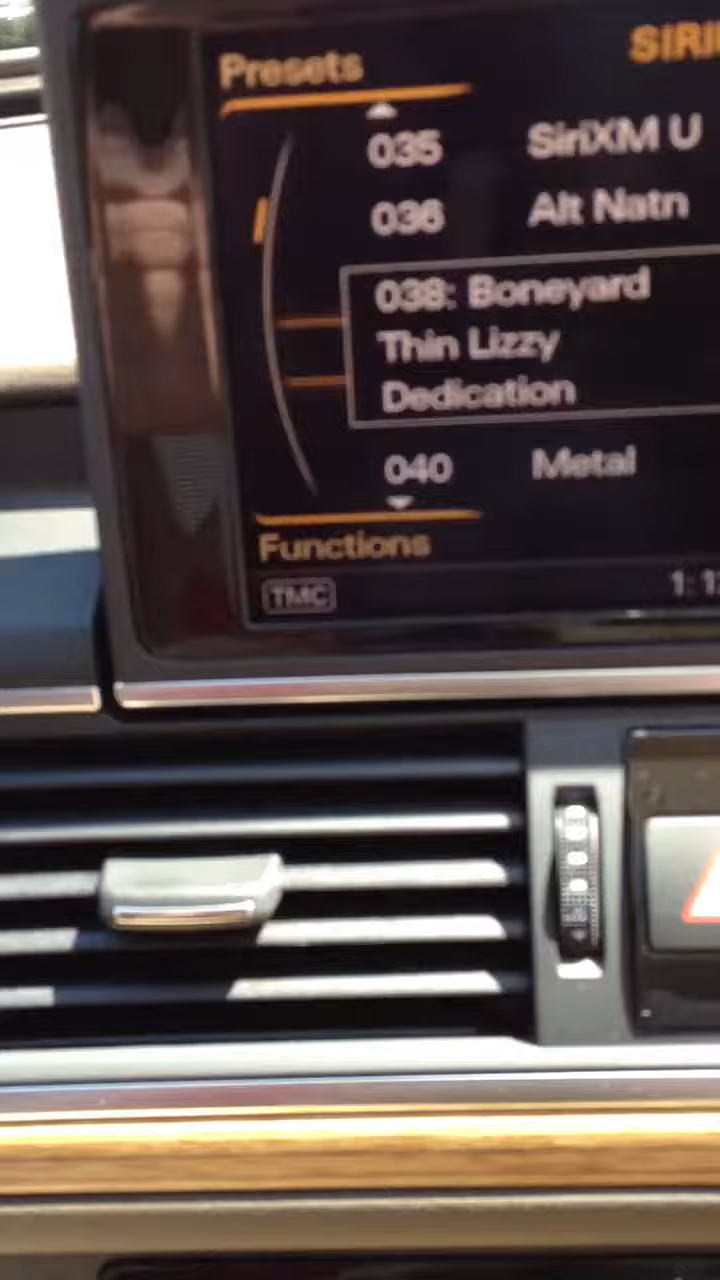 Presets
035 SiriXM U
036 Alt Natn
038: Boneyard
Thin Lizzy
Dedication
040 Metal
Functions
TMC